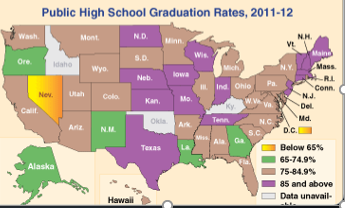 Public High School Graduation Rates, 2011-12
Wash.
Mont.
N.D.
Minn.
N.H.
Vt.
Maine
Ore.
Idaho
Wyo.
S.D.
Wis.
Mich.
N.Y.
Mass.
R.I.
Conn.
Nev.
Utah
Colo.
Neb.
Iowa
Ill.
Ind.
Ohio
Pa.
N.J.
Del.
Md.
D.C.
Calif.
Kan.
Mo.
Ky.
W.Va.
Va.
Ariz.
N.M.
Okla.
Ark.
Tenn.
N.C.
S.C.
Texas
La.
Miss.
Ala.
Ga.
Fla.
Alaska
Hawaii
Below 65%
65-74.9%
75-84.9%
85 and above
Data unavail-